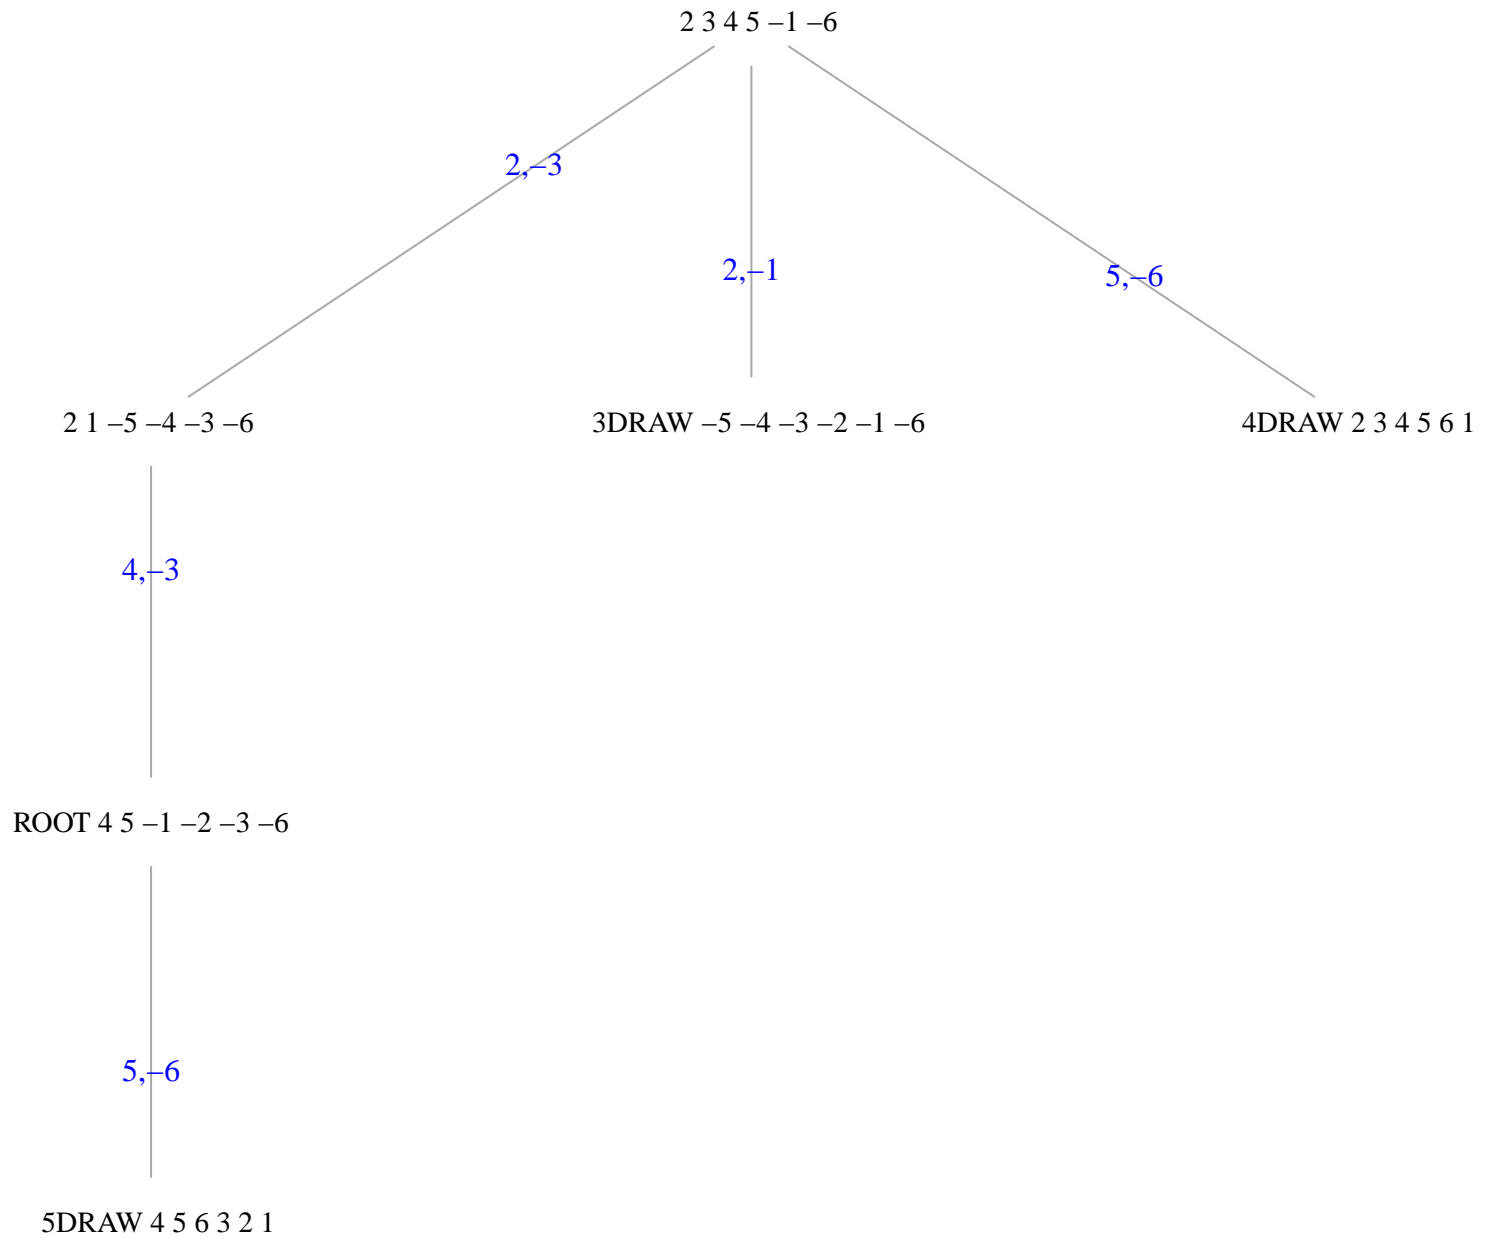 2 3 4 5 –1 –6
2,–3
2,–1
5,–6
2 1 –5 –4 –3 –6
3DRAW –5 –4 –3 –2 –1 –6
4DRAW 2 3 4 5 6 1
4,–3
ROOT 4 5 –1 –2 –3 –6
5,–6
5DRAW 4 5 6 3 2 1